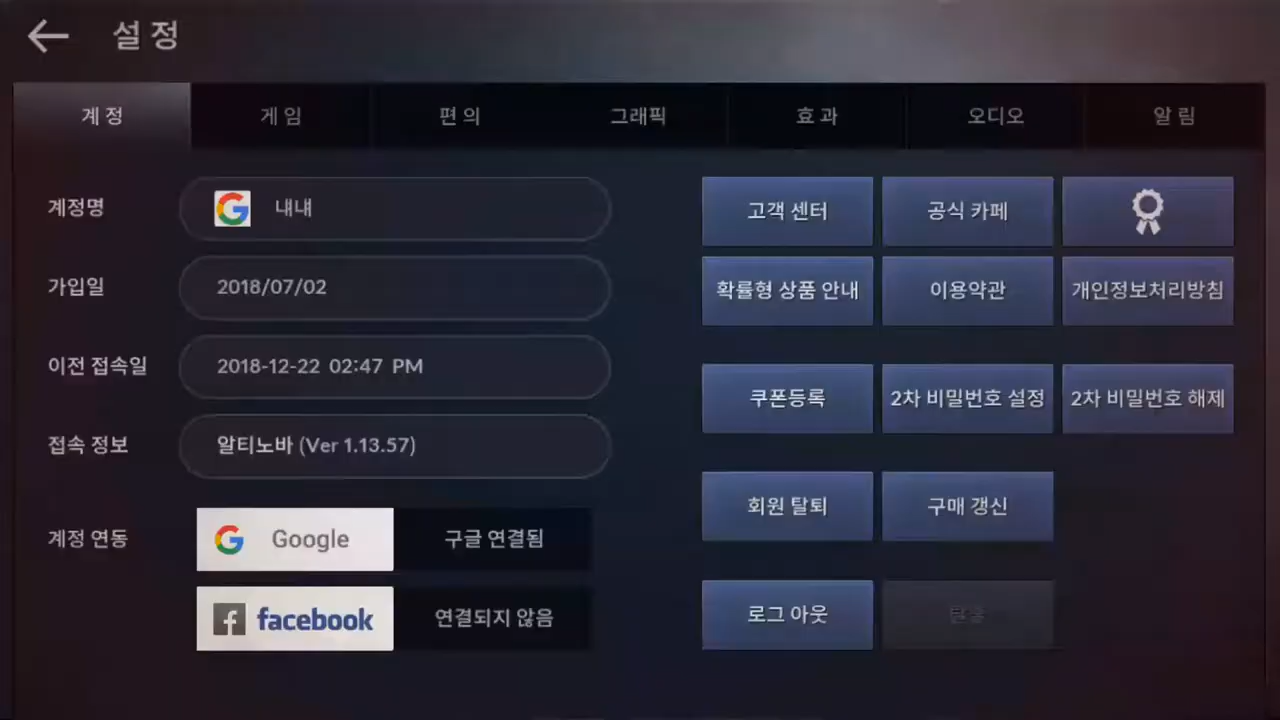 설정
계정 게임 편의 그래픽 효과 오디오 알림
계정명 내냬 고객 센터 공식 카페
가입일 2018/07/02 확률형 상품 안내 이용약관 개인정보처리방침
이전 접속일 2018-12-22 02:47 PM 쿠폰등록 2차 비밀번호 설정 2차 비밀번호 해제
접속 정보 알티노바 (Ver 1.13.57)
회원 탈퇴 구매 갱신
계정 연동 Google 구글 연결됨
facebook 연결되지 않음 로그 아웃